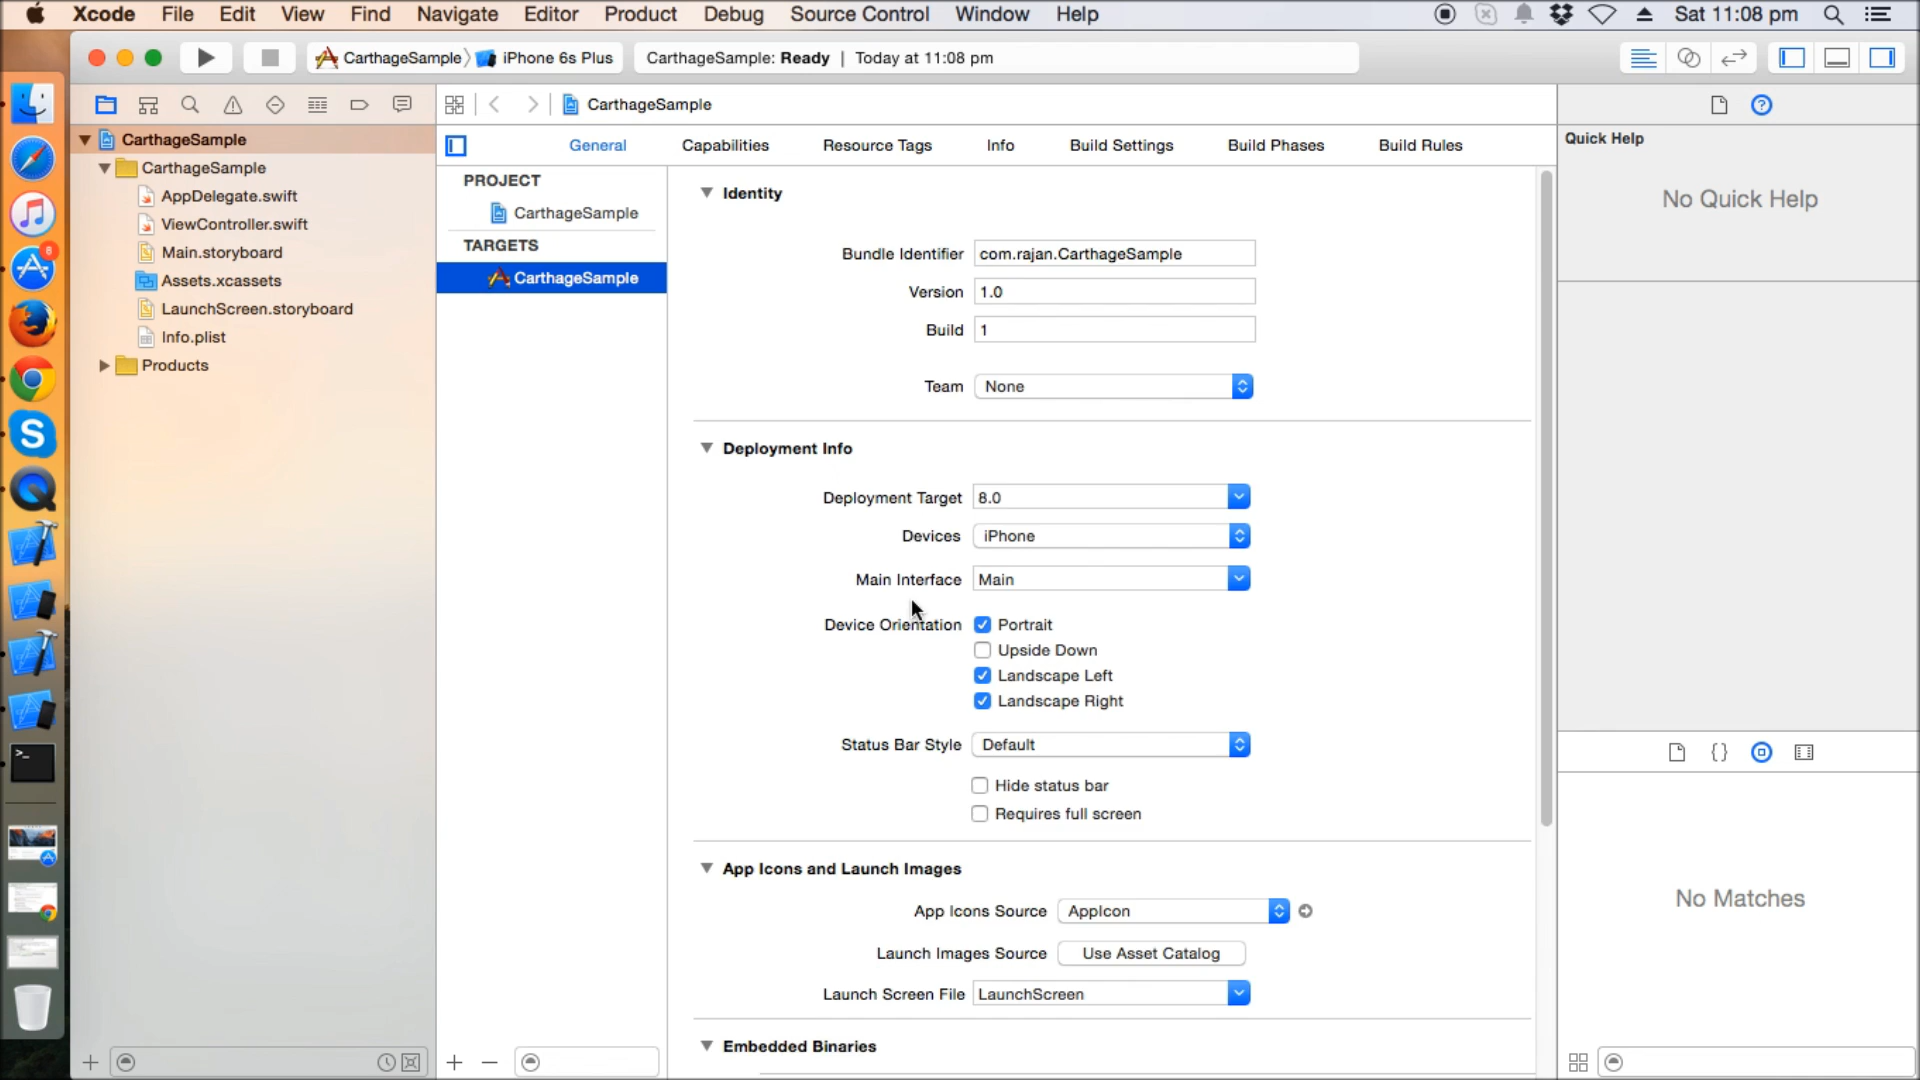 Xcode File Edit View Find Navigate Editor Product Debug Source Control Window Help Sat 11:08 pm
CarthageSample iPhone 6s Plus CarthageSample: Ready | Today at 11:08 pm
CarthageSample
CarthageSample
CarthageSample
AppDelegate.swift
ViewController.swift
Main.storyboard
Assets.xcassets
LaunchScreen.storyboard
Info.plist
Products
8
General Capabilities Resource Tags Info Build Settings Build Phases Build Rules
PROJECT
CarthageSample
TARGETS
CarthageSample
Identity
Bundle Identifier com.rajan.CarthageSample
Version 1.0
Build 1
Team None
Deployment Info
Deployment Target 8.0
Devices iPhone
Main Interface Main
Device Orientation Portrait
Upside Down
Landscape Left
Landscape Right
Status Bar Style Default
Hide status bar
Requires full screen
App Icons and Launch Images
App Icons Source AppIcon
Launch Images Source Use Asset Catalog
Launch Screen File LaunchScreen
Embedded Binaries
Quick Help
No Quick Help
No Matches